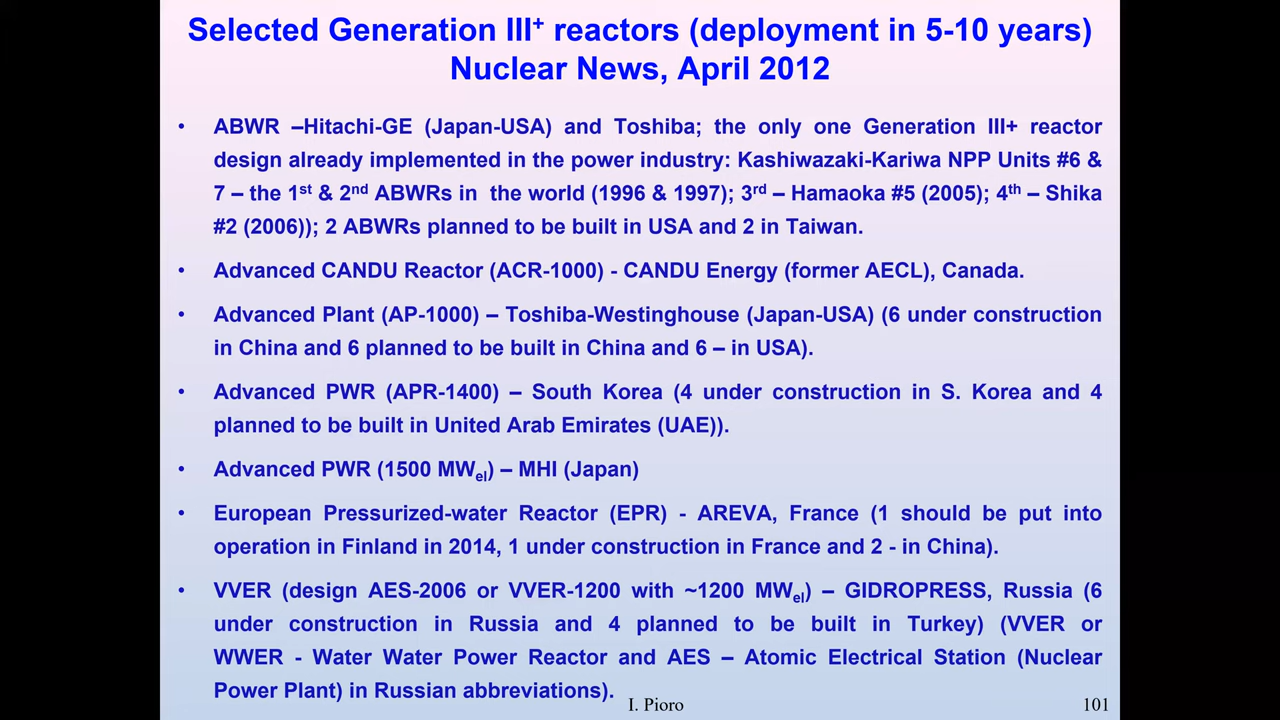 Selected Generation III+ reactors (deployment in 5-10 years)
Nuclear News, April 2012
• ABWR –Hitachi-GE (Japan-USA) and Toshiba; the only one Generation III+ reactor
design already implemented in the power industry: Kashiwazaki-Kariwa NPP Units #6 &
7 – the 1st & 2nd ABWRs in the world (1996 & 1997); 3rd – Hamaoka #5 (2005); 4th – Shika
#2 (2006)); 2 ABWRs planned to be built in USA and 2 in Taiwan.
• Advanced CANDU Reactor (ACR-1000) - CANDU Energy (former AECL), Canada.
• Advanced Plant (AP-1000) – Toshiba-Westinghouse (Japan-USA) (6 under construction
in China and 6 planned to be built in China and 6 – in USA).
• Advanced PWR (APR-1400) – South Korea (4 under construction in S. Korea and 4
planned to be built in United Arab Emirates (UAE)).
• Advanced PWR (1500 MWel) – MHI (Japan)
• European Pressurized-water Reactor (EPR) - AREVA, France (1 should be put into
operation in Finland in 2014, 1 under construction in France and 2 - in China).
• VVER (design AES-2006 or VVER-1200 with ~1200 MWel) – GIDROPRESS, Russia (6
under construction in Russia and 4 planned to be built in Turkey) (VVER or
WWER - Water Water Power Reactor and AES – Atomic Electrical Station (Nuclear
Power Plant) in Russian abbreviations).
I. Pioro
101